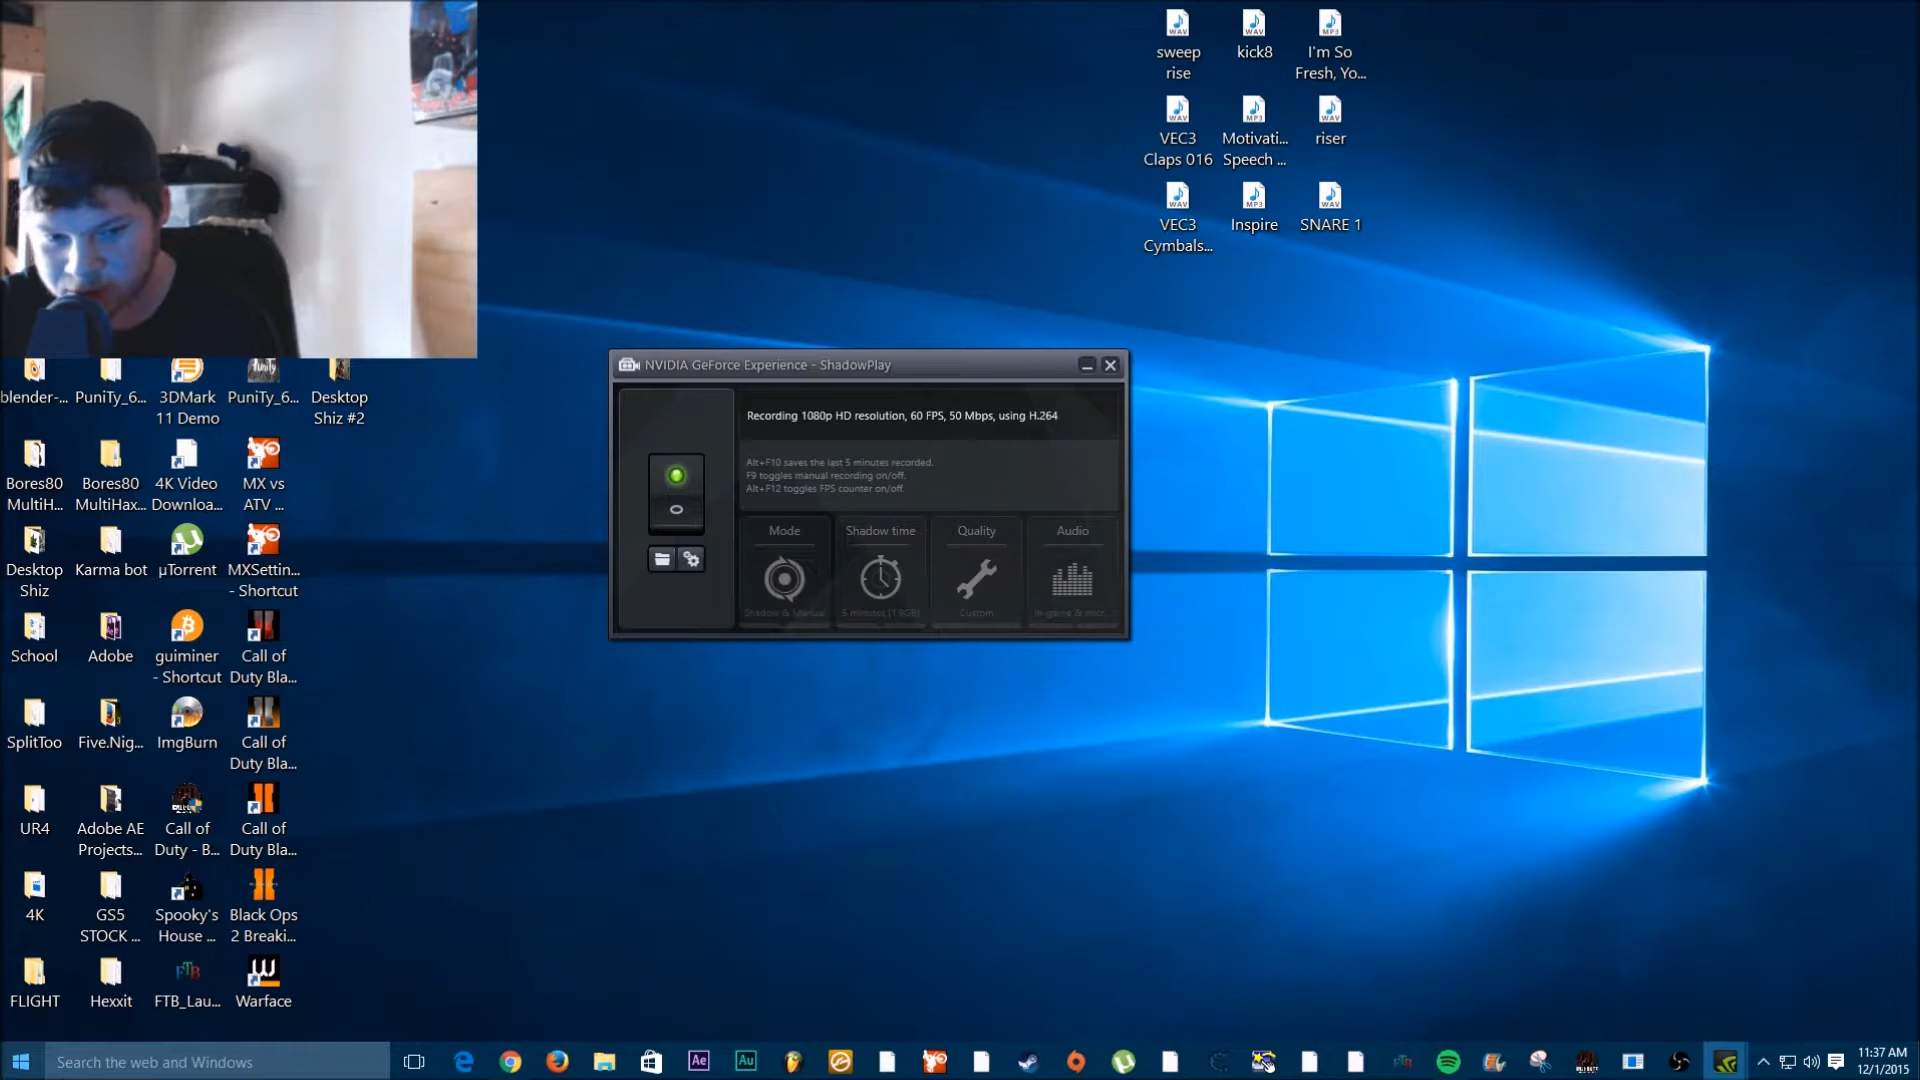 sweep
rise
kick8
I'm So
Fresh, Yo...
VEC3
Claps 016
Motivati...
Speech ...
riser
VEC3
Cymbals...
Inspire
SNARE 1
NVIDIA GeForce Experience - ShadowPlay
Recording 1080p HD resolution, 60 FPS, 50 Mbps, using H.264
Alt+F10 saves the last 5 minutes recorded.
F9 toggles manual recording on/off.
Alt+F12 toggles FPS counter on/off.
Mode
Shadow time
Quality
Audio
Shadow & Manual
5 minutes (1.9GB)
Custom
In-game & micr...
blender-...
PuniTy_6...
3DMark
11 Demo
PuniTy_6...
Desktop
Shiz #2
Bores80
MultiH...
Bores80
MultiHax...
4K Video
Downloa...
MX vs
ATV ...
Desktop
Shiz
Karma bot
µTorrent
MXSettin...
- Shortcut
School
Adobe
guiminer
- Shortcut
Call of
Duty Bla...
SplitToo
Five.Nig...
ImgBurn
Call of
Duty Bla...
UR4
Adobe AE
Projects...
Call of
Duty - B...
Call of
Duty Bla...
4K
GS5
STOCK ...
Spooky's
House ...
Black Ops
2 Breaki...
FLIGHT
Hexxit
FTB_Lau...
Warface
Search the web and Windows
Ae
Au
11:37 AM
12/1/2015